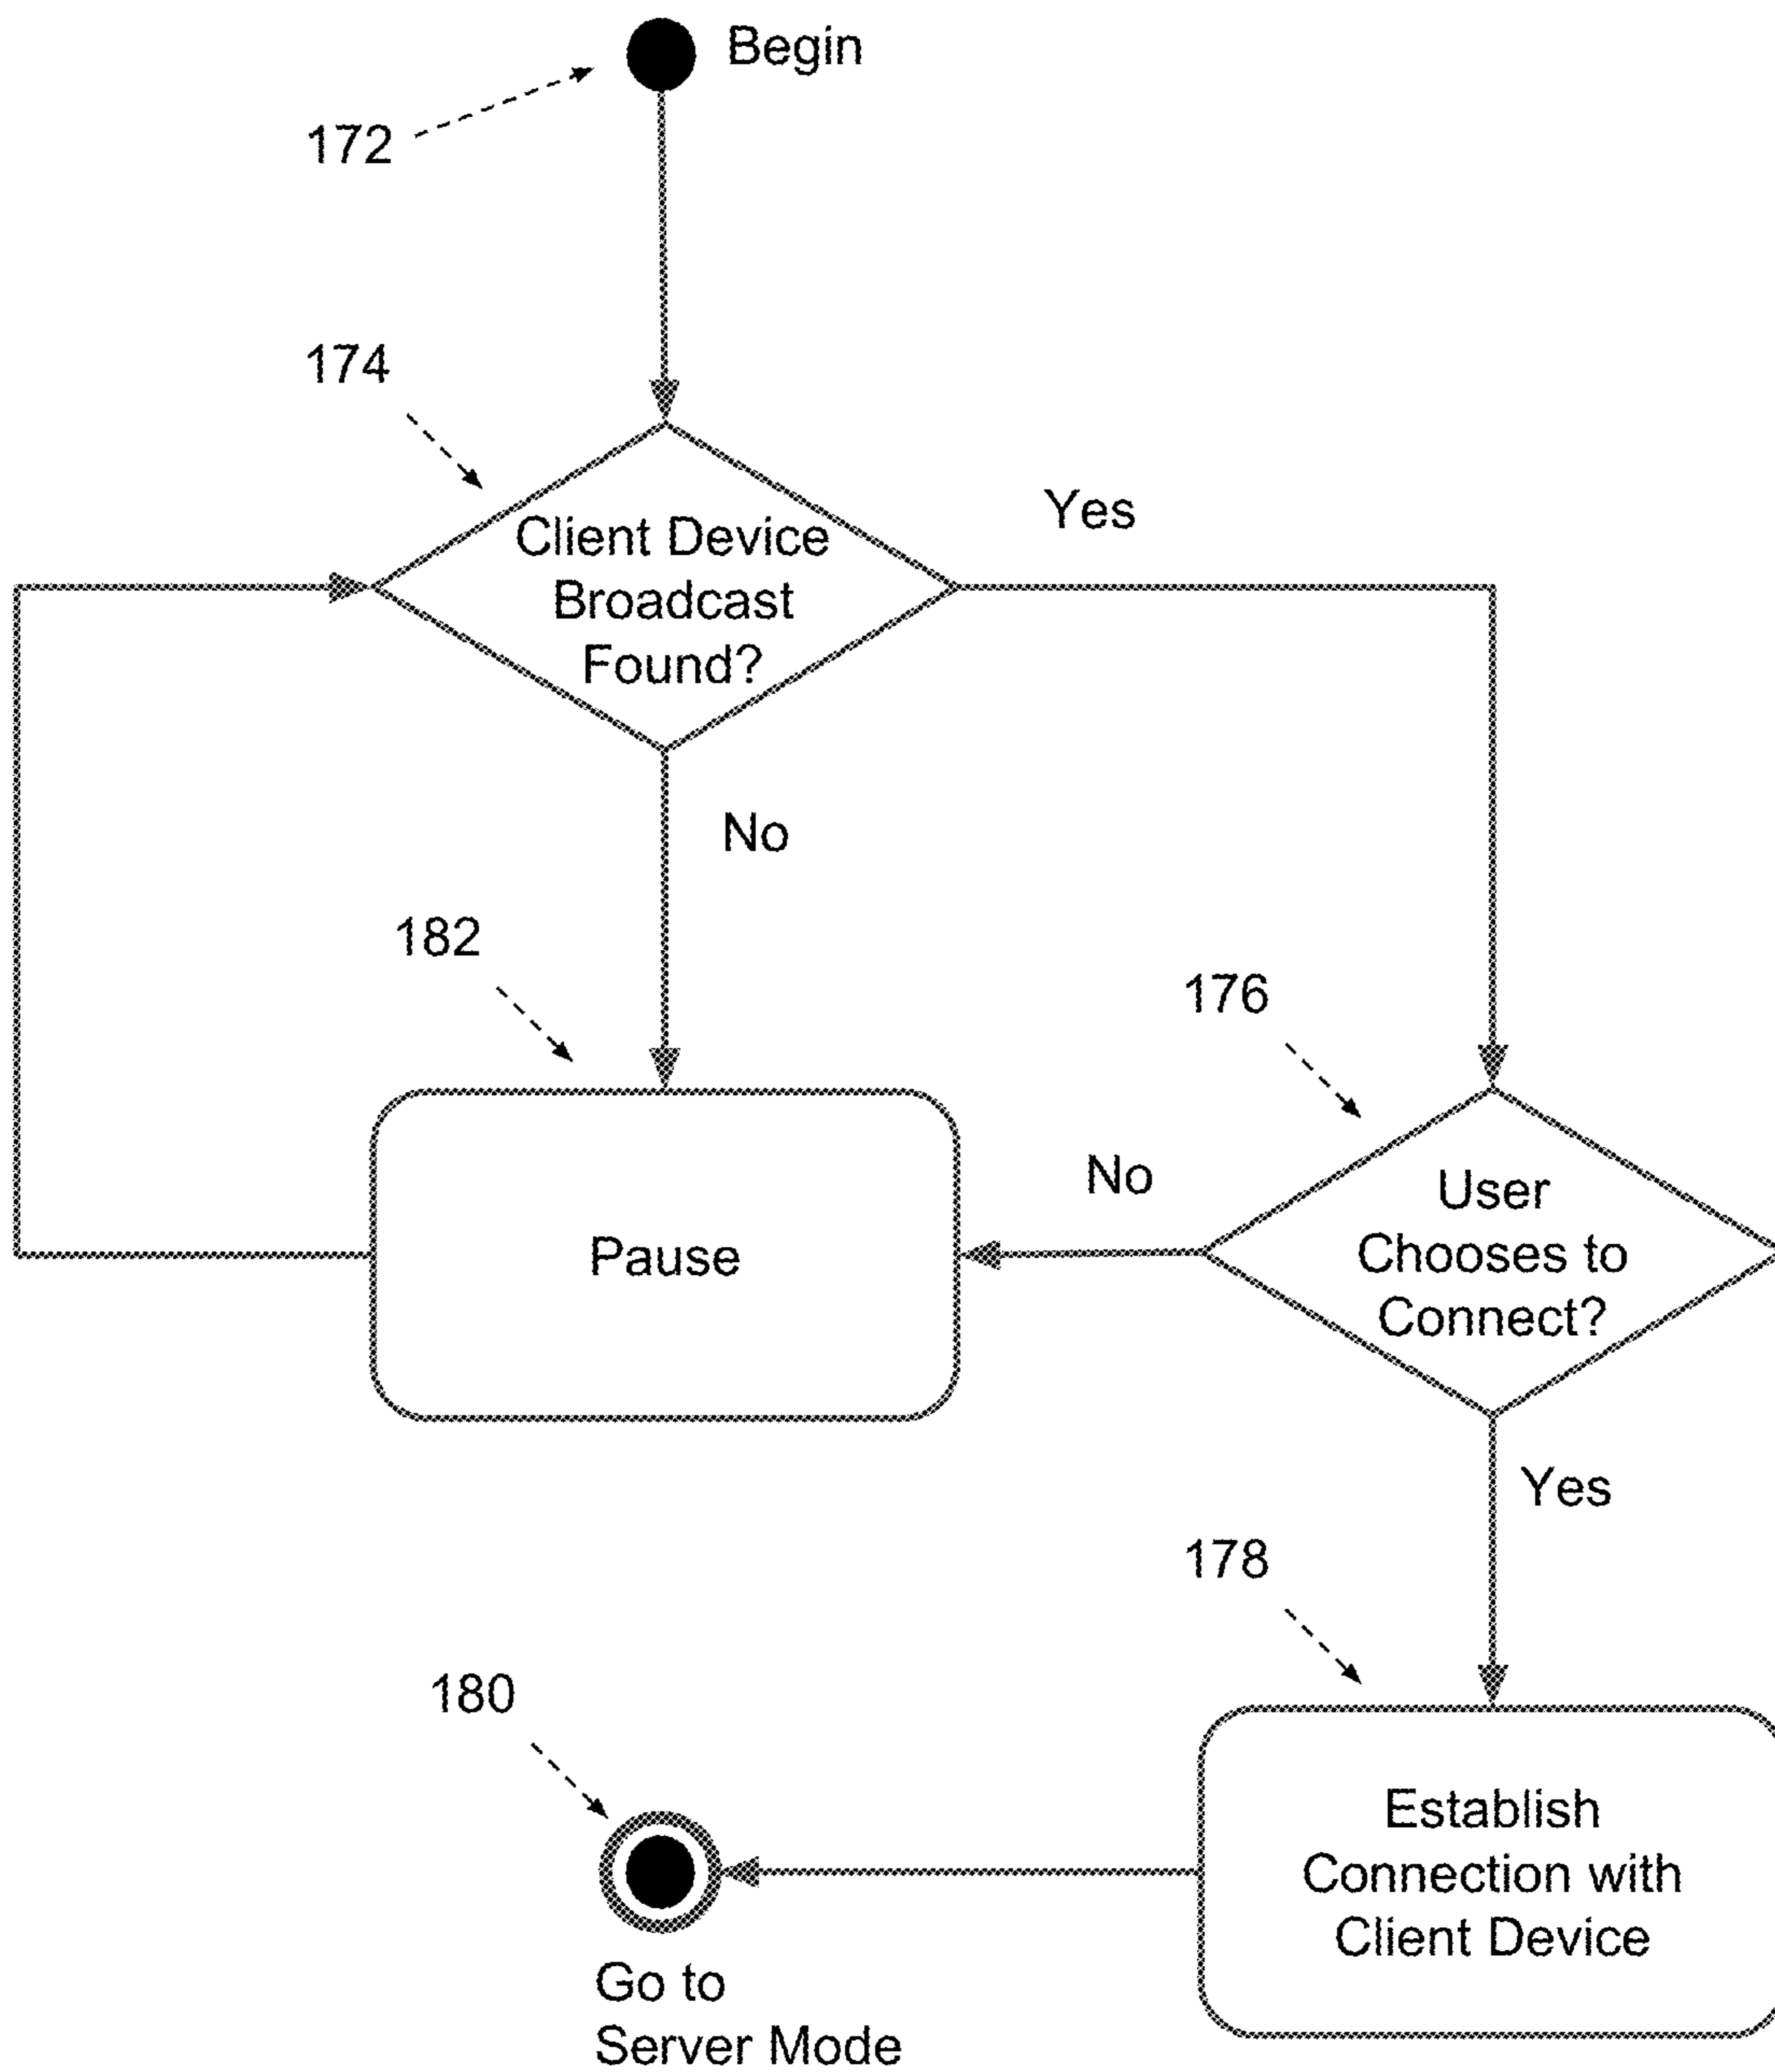 Begin
172
174
Client Device
Broadcast
Found?
Yes
No
182
176
No
User
Chooses to
Connect?
Pause
Yes
178
180
Establish
Connection with
Client Device
Go to
Server Mode